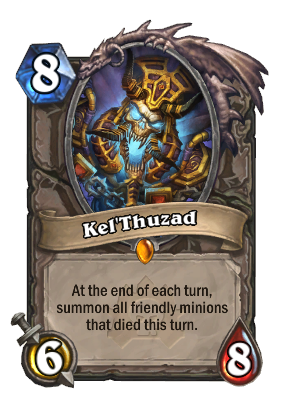 8
Kel'Thuzad
At the end of each turn,
summon all friendly minions
that died this turn.
6
8